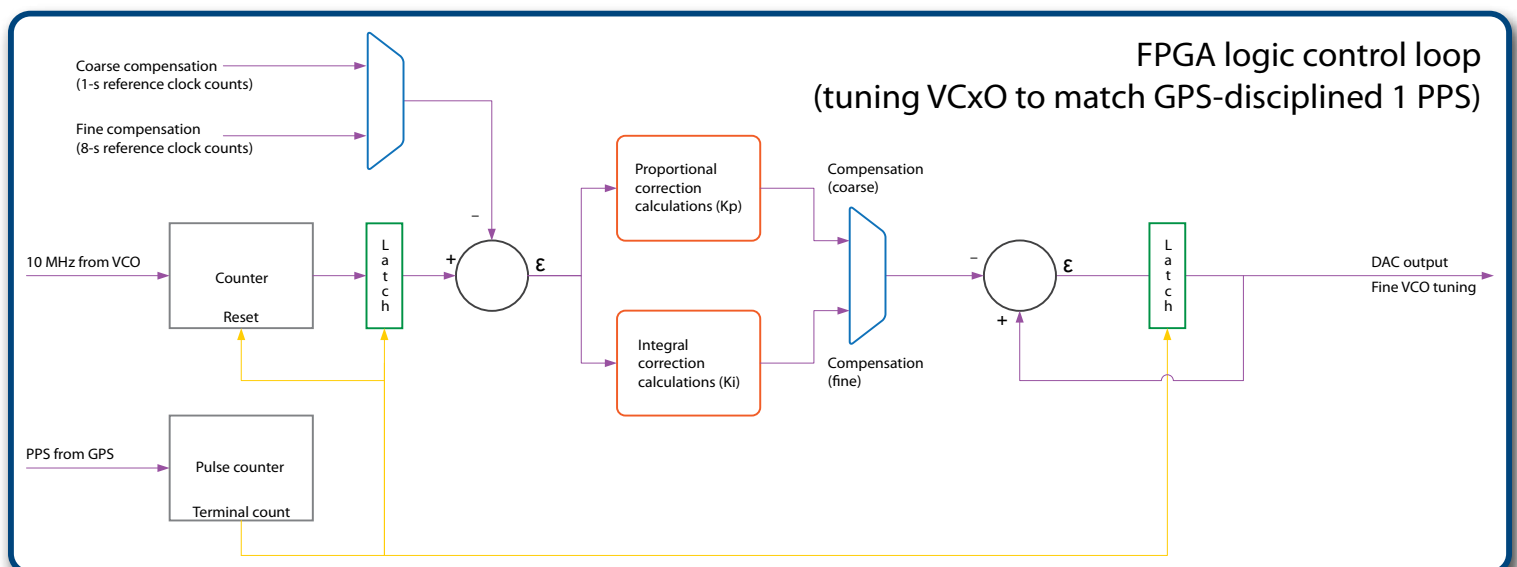 FPGA logic control loop
(tuning VCxO to match GPS-disciplined 1 PPS)
Coarse compensation
(1-s reference clock counts)
Fine compensation
(8-s reference clock counts)
10 MHz from VCO
Counter
Reset
Latch
–
+
ε
Proportional
correction
calculations (Kp)
Integral
correction
calculations (Ki)
Compensation
(coarse)
Compensation
(fine)
–
+
ε
Latch
DAC output
Fine VCO tuning
PPS from GPS
Pulse counter
Terminal count